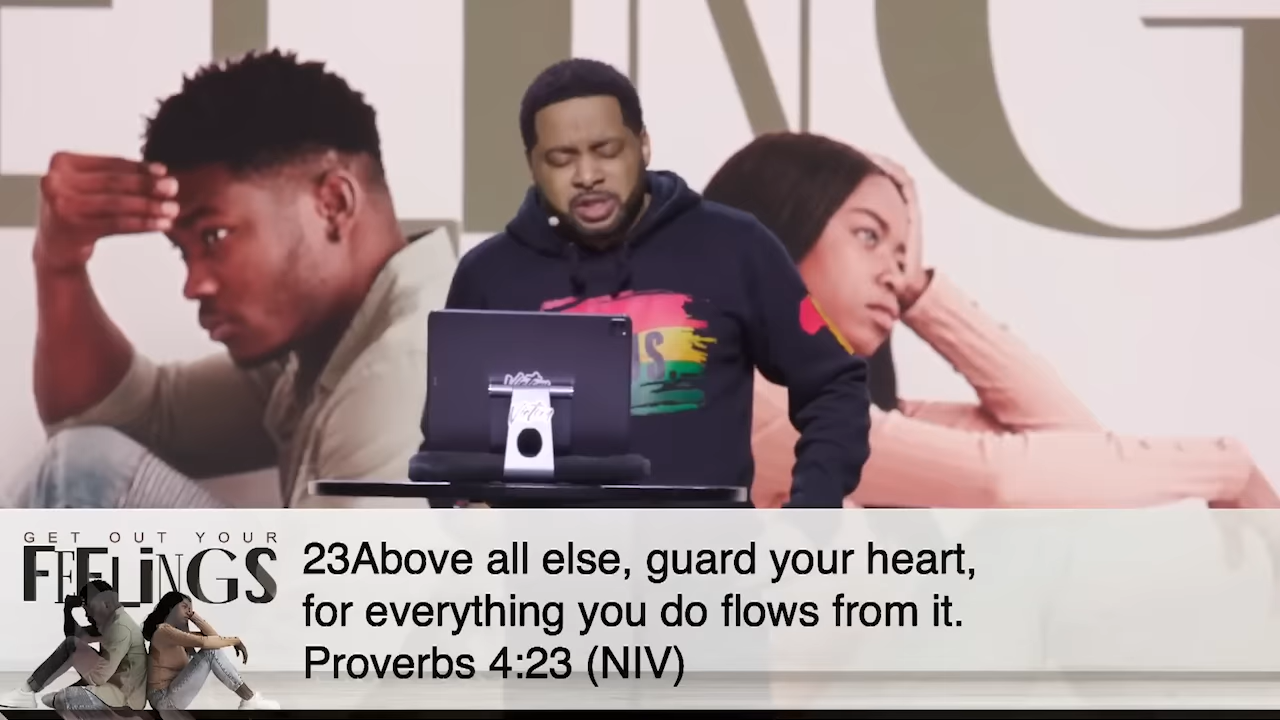 GET OUT YOUR
FEELiNGS
23Above all else, guard your heart,
for everything you do flows from it.
Proverbs 4:23 (NIV)